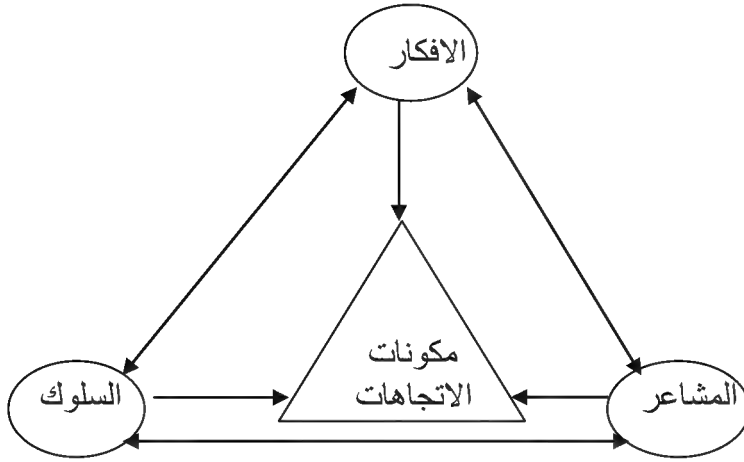 الافكار
مكونات
الاتجاهات
المشاعر
السلوك